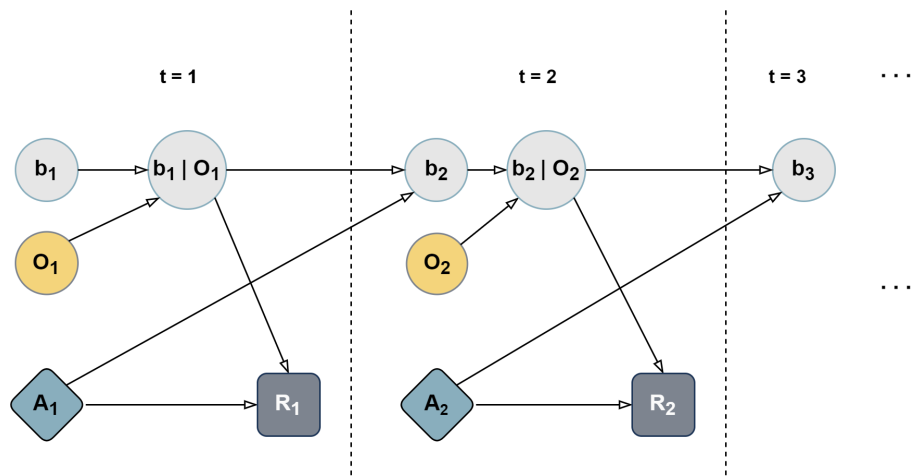 t = 1
t = 2
t = 3
. . .
b₁
b₁ | O₁
b₂
b₂ | O₂
b₃
O₁
O₂
. . .
A₁
R₁
A₂
R₂